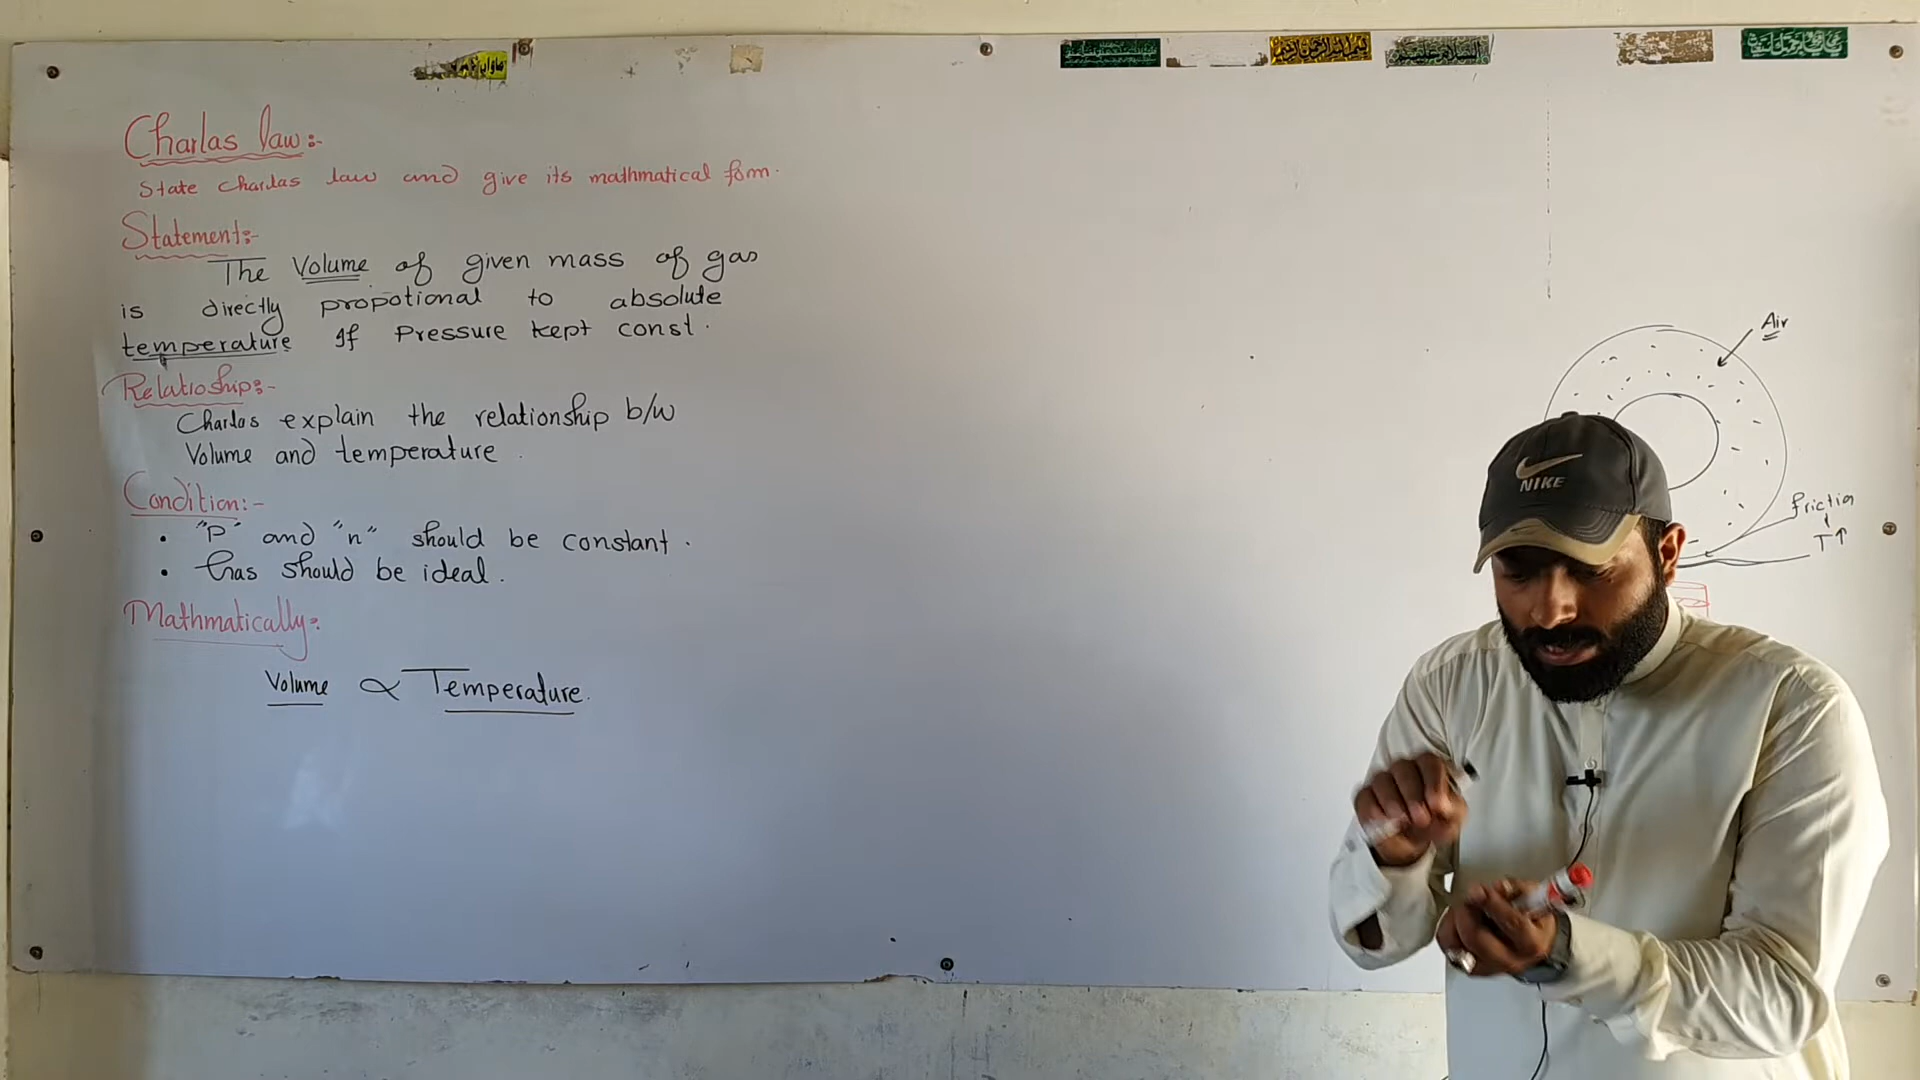 Charlas law:-
State charlas law and give its mathmatical form.
Statement:-
The Volume of given mass of gas
is directly propotional to absolute
temperature If Pressure kept const.
Relatioship:-
Charlas explain the relationship b/w
Volume and temperature.
Condition:-
• "P" and "n" should be constant.
• Gas should be ideal.
Mathmatically:-
Volume ∝ Temperature.
Air
friction
T↑
NIKE